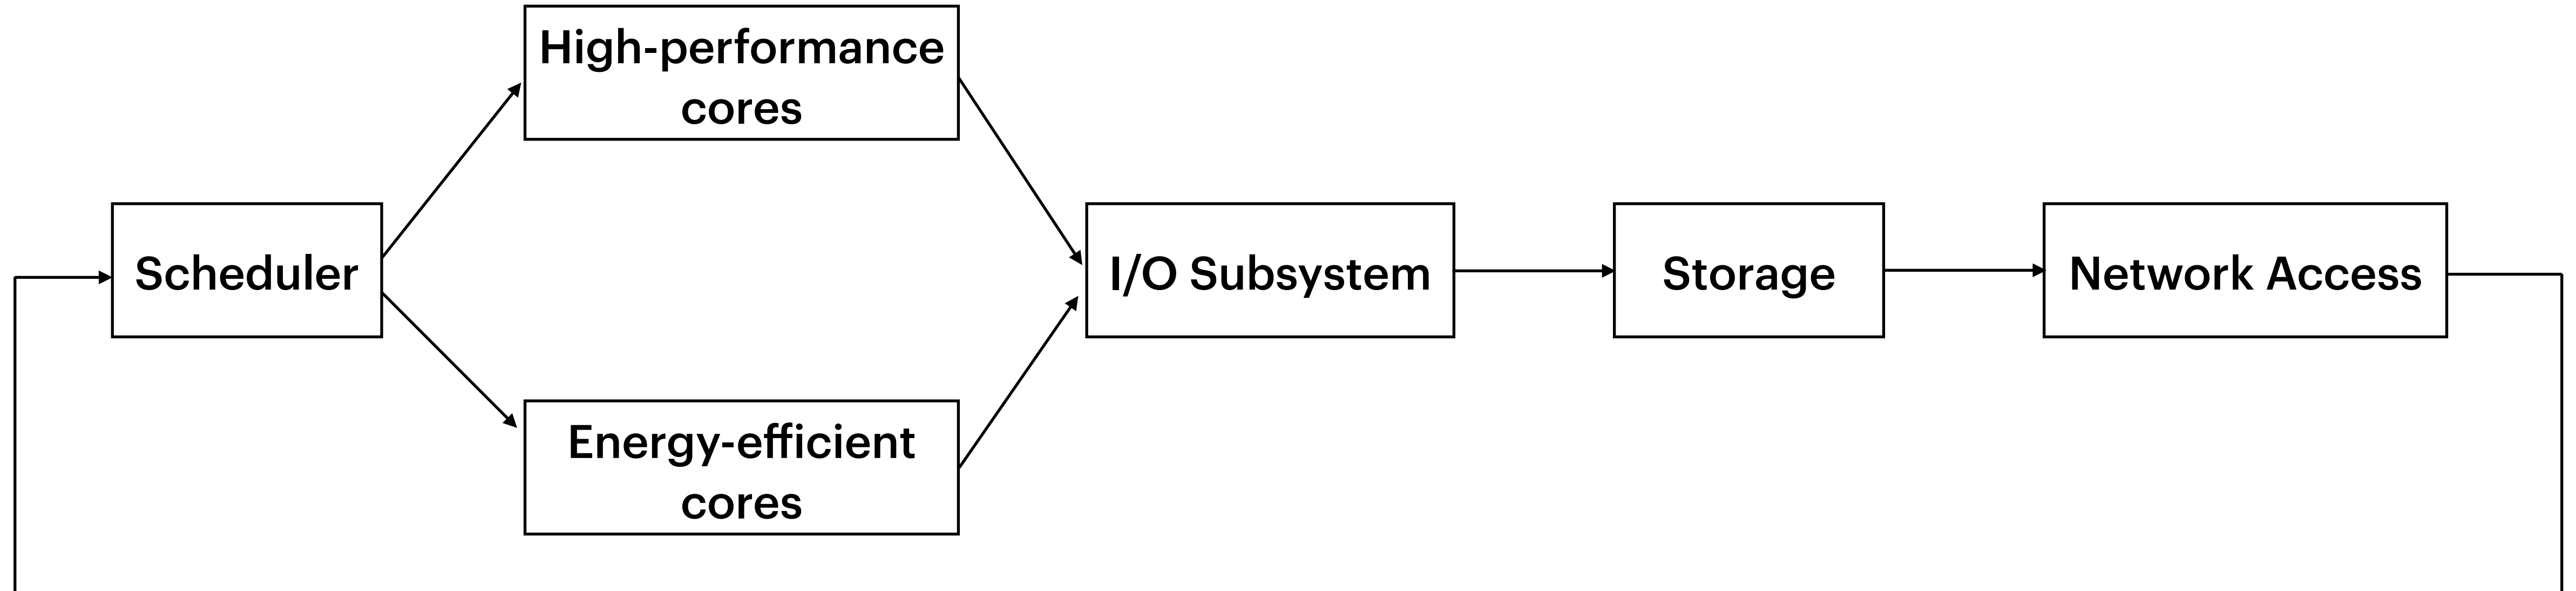 High-performance
cores
Scheduler
I/O Subsystem
Storage
Network Access
Energy-efficient
cores